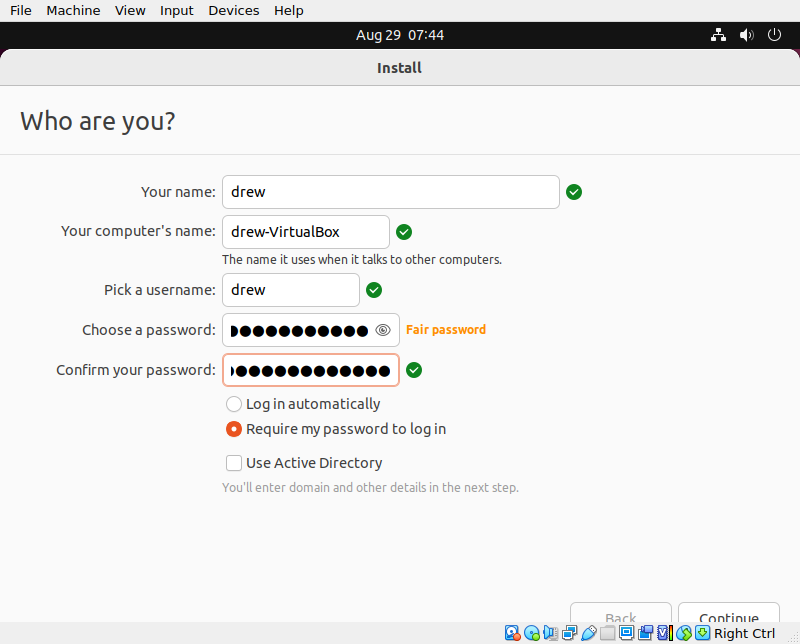 File Machine View Input Devices Help
Aug 29 07:44
Install
Who are you?
Your name: drew
Your computer's name: drew-VirtualBox
The name it uses when it talks to other computers.
Pick a username: drew
Choose a password: Fair password
Confirm your password:
Log in automatically
Require my password to log in
Use Active Directory
You'll enter domain and other details in the next step.
Back Continue
Right Ctrl